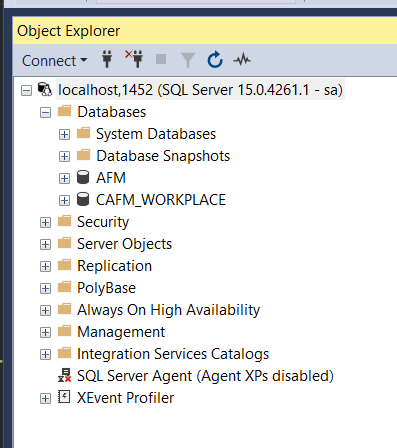 Object Explorer
Connect
localhost,1452 (SQL Server 15.0.4261.1 - sa)
Databases
System Databases
Database Snapshots
AFM
CAFM_WORKPLACE
Security
Server Objects
Replication
PolyBase
Always On High Availability
Management
Integration Services Catalogs
SQL Server Agent (Agent XPs disabled)
XEvent Profiler